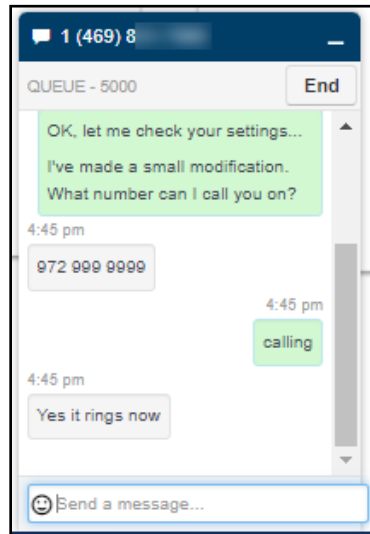 1 (469) 8
QUEUE - 5000
End
OK, let me check your settings...
I've made a small modification.
What number can I call you on?
4:45 pm
972 999 9999
4:45 pm
calling
4:45 pm
Yes it rings now
Send a message...